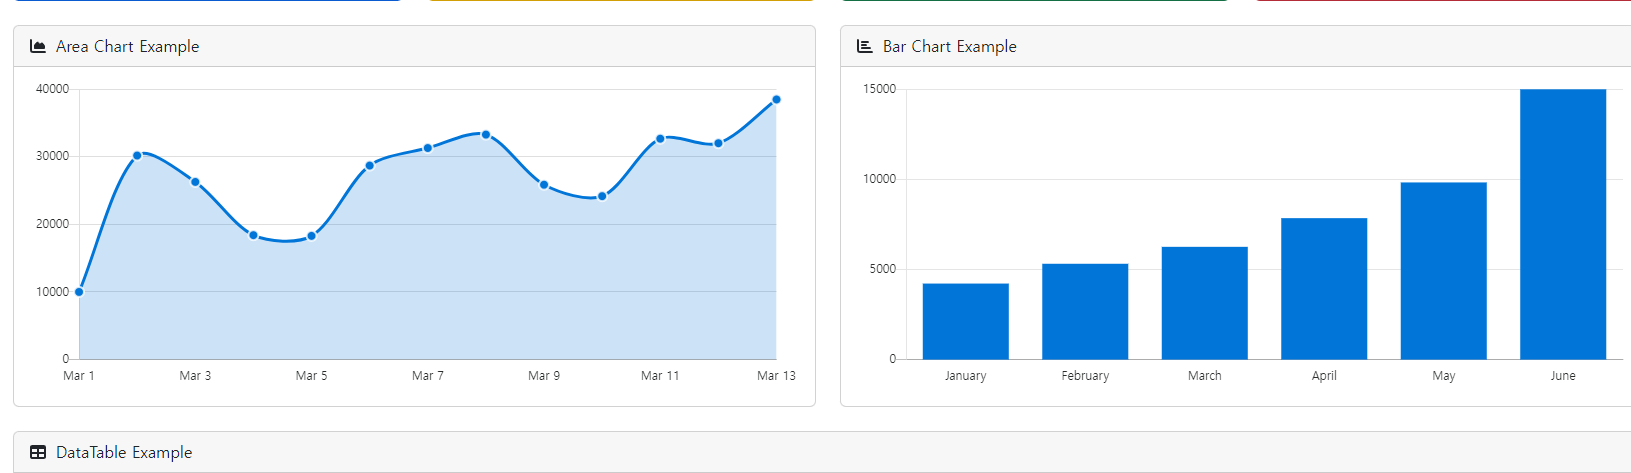 Area Chart Example
40000
30000
20000
10000
0
Mar 1 Mar 3 Mar 5 Mar 7 Mar 9 Mar 11 Mar 13
Bar Chart Example
15000
10000
5000
0
January February March April May June
DataTable Example